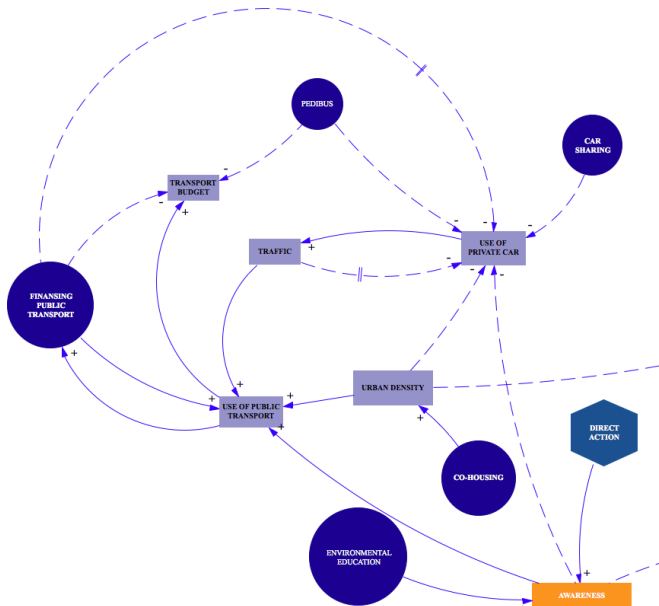 PEDIBUS
CAR
SHARING
-
TRANSPORT
BUDGET
-
+
-
-
-
USE OF
PRIVATE CAR
TRAFFIC
+
-
-
-
FINANSING
PUBLIC
TRANSPORT
+
+
+
USE OF PUBLIC
TRANSPORT
+
+
URBAN DENSITY
+
DIRECT
ACTION
CO-HOUSING
ENVIRONMENTAL
EDUCATION
+
AWARENESS